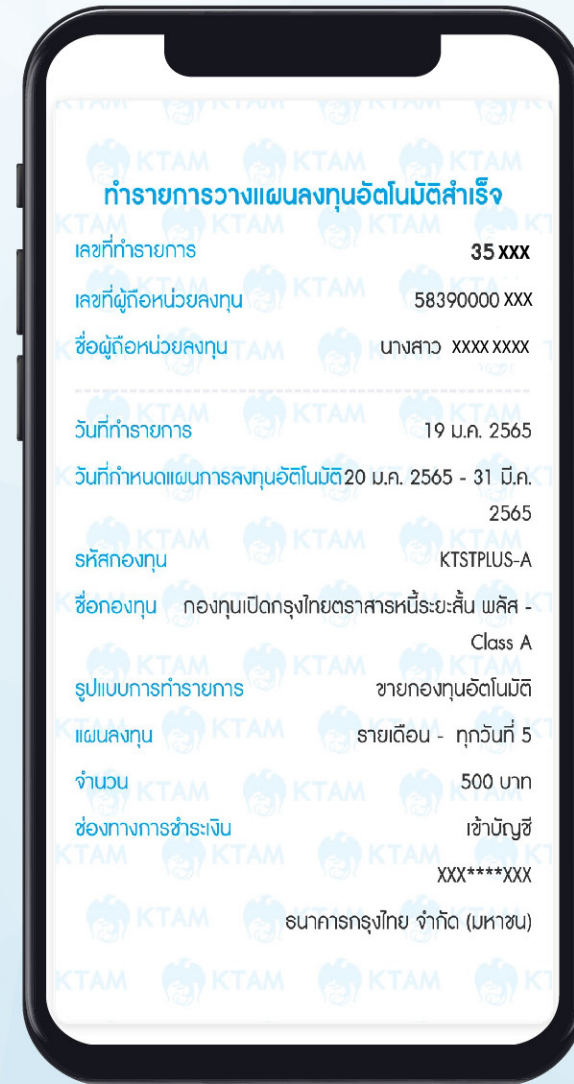 ทำรายการวางแผนลงทุนอัตโนมัติสำเร็จ
เลขที่ทำรายการ 35 XXX
เลขที่ผู้ถือหน่วยลงทุน 58390000 XXX
ชื่อผู้ถือหน่วยลงทุน นางสาว XXXX XXXX
วันที่ทำรายการ 19 ม.ค. 2565
วันที่กำหนดแผนการลงทุนอัติโนมัติ 20 ม.ค. 2565 - 31 มี.ค.
2565
รหัสกองทุน KTSTPLUS-A
ชื่อกองทุน กองทุนเปิดกรุงไทยตราสารหนี้ระยะสั้น พลัส -
Class A
รูปแบบการทำรายการ ขายกองทุนอัตโนมัติ
แผนลงทุน รายเดือน - ทุกวันที่ 5
จำนวน 500 บาท
ช่องทางการชำระเงิน เข้าบัญชี
XXX****XXX
ธนาคารกรุงไทย จำกัด (มหาชน)
KTAM